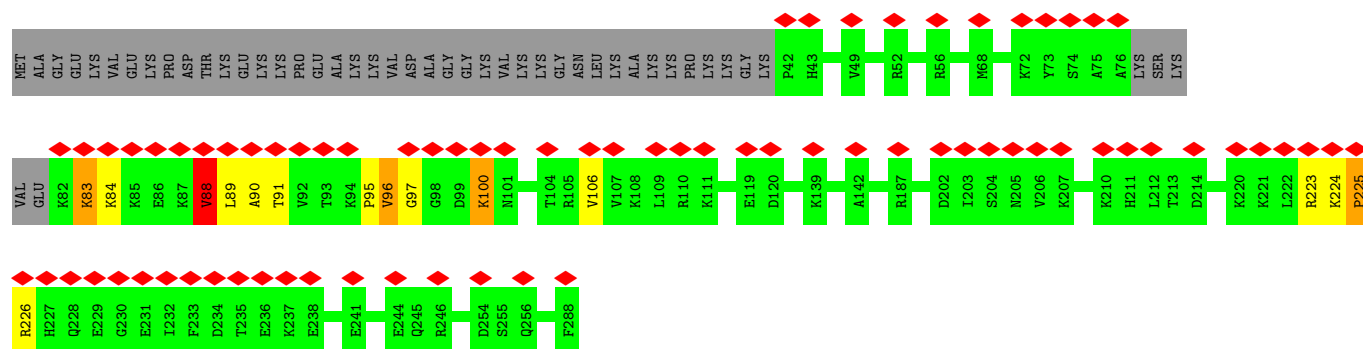 MET ALA GLY GLU LYS VAL GLU LYS PRO ASP THR LYS GLU LYS LYS PRO GLU ALA LYS LYS VAL ASP ALA GLY GLY LYS VAL LYS LYS GLY ASN LEU LYS ALA LYS LYS PRO LYS LYS GLY LYS P42 H43 V49 R52 R56 M68 K72 Y73 S74 A75 A76 LYS SER LYS
VAL GLU K82 K83 K84 K85 E86 K87 V88 L89 A90 T91 V92 T93 K94 P95 V96 G97 G98 D99 K100 N101 T104 R105 V106 V107 K108 L109 R110 K111 E119 D120 K139 A142 R187 D202 I203 S204 N205 V206 K207 K210 H211 L212 T213 D214 K220 K221 L222 R223 K224 P225
R226 H227 Q228 E229 G230 E231 I232 F233 D234 T235 E236 K237 E238 E241 E244 Q245 R246 D254 S255 Q256 F288